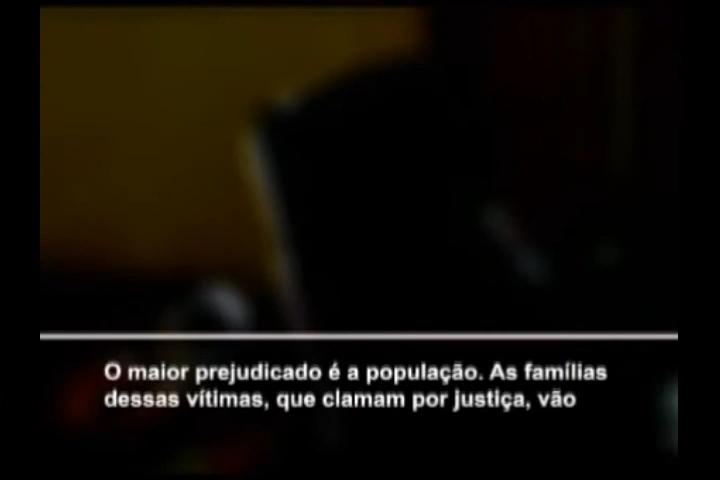 O maior prejudicado é a população. As famílias
dessas vítimas, que clamam por justiça, vão